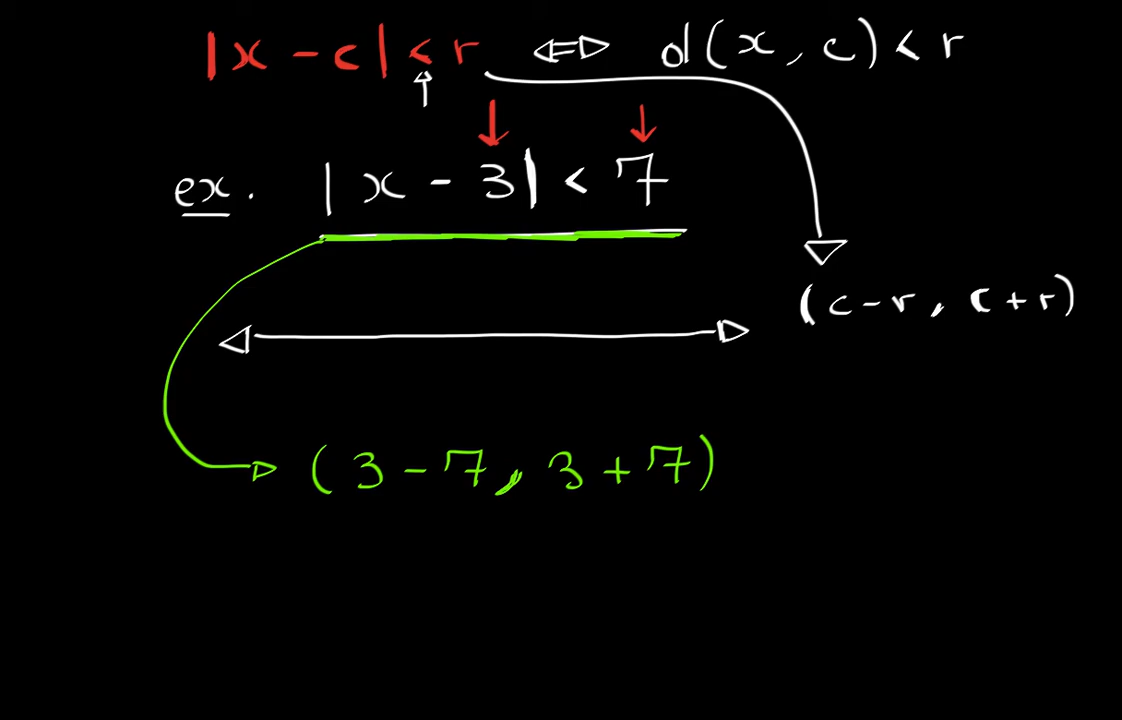 |x - c| < r ⇔ d(x, c) < r
ex. |x - 3| < 7
(c - r, c + r)
(3 - 7, 3 + 7)